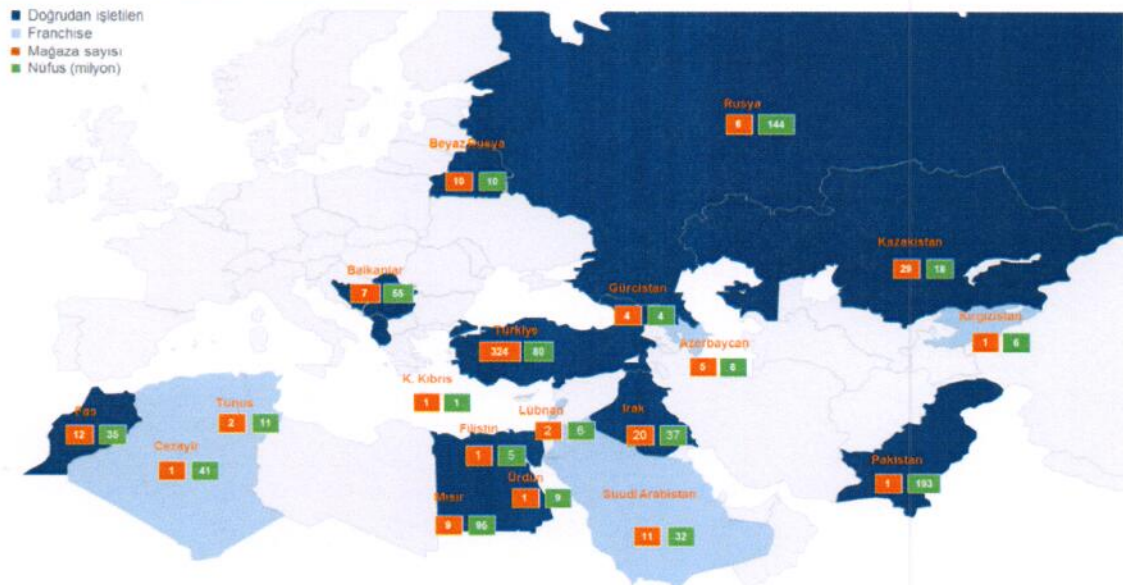 Doğrudan işletilen
Franchise
Mağaza sayısı
Nüfus (milyon)
Rusya
6 144
Beyaz Rusya
10 10
Kazakistan
29 18
Balkanlar
7 55
Gürcistan
4 4
Kırgızistan
1 6
Türkiye
324 80
Azerbaycan
5 8
K. Kıbrıs
1 1
Fas
12 35
Tunus
2 11
Lübnan
2 6
Irak
20 37
Filistin
1 5
Cezayir
1 41
Pakistan
1 193
Ürdün
1 9
Mısır
9 95
Suudi Arabistan
11 32